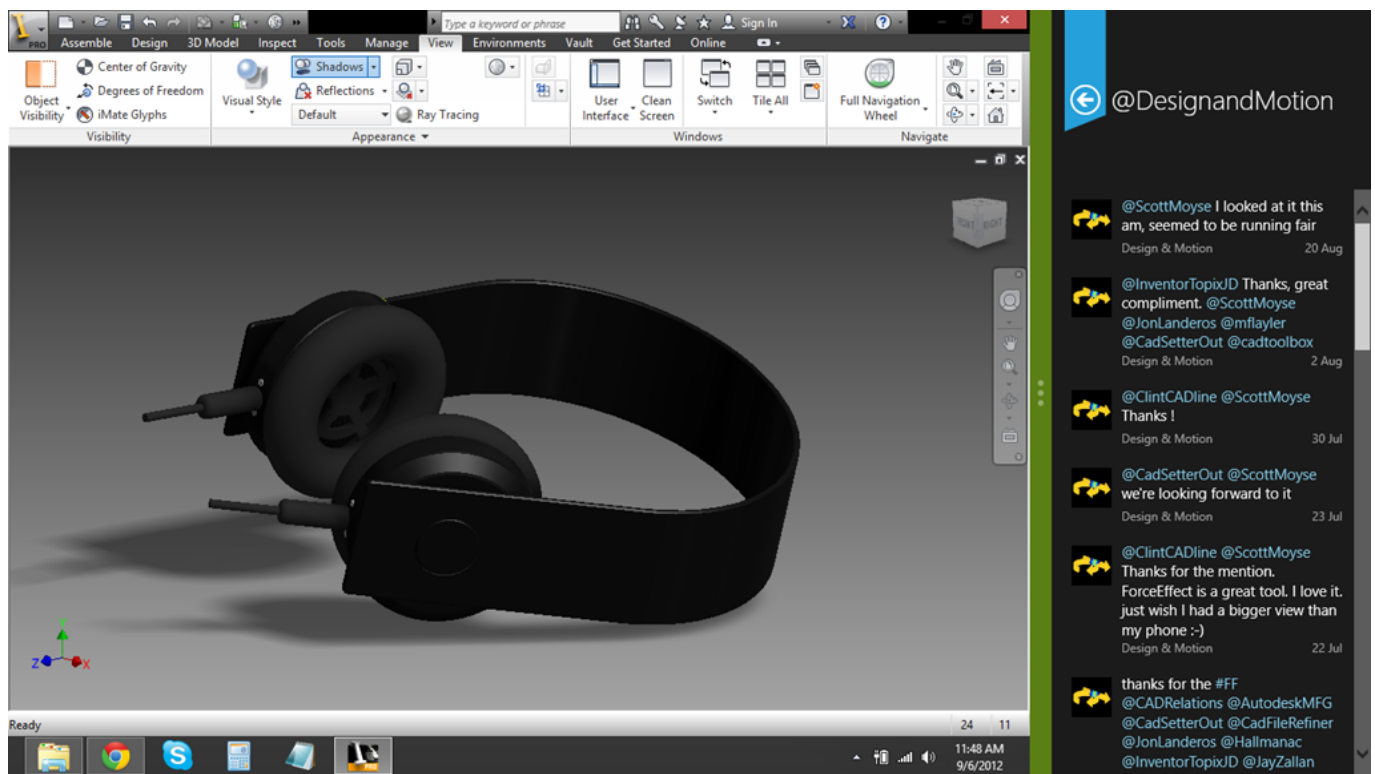 Type a keyword or phrase
Sign In
PRO
Assemble Design 3D Model Inspect Tools Manage View Environments Vault Get Started Online
Object Visibility
Center of Gravity
Degrees of Freedom
iMate Glyphs
Visibility
Visual Style
Shadows
Reflections
Default
Ray Tracing
Appearance
User Interface
Clean Screen
Switch
Tile All
Windows
Full Navigation Wheel
Navigate
FRONT RIGHT
Y
Z
X
Ready
24 11
PRO
11:48 AM
9/6/2012
@DesignandMotion
@ScottMoyse I looked at it this
am, seemed to be running fair
Design & Motion 20 Aug
@InventorTopixJD Thanks, great
compliment. @ScottMoyse
@JonLanderos @mflayler
@CadSetterOut @cadtoolbox
Design & Motion 2 Aug
@ClintCADline @ScottMoyse
Thanks !
Design & Motion 30 Jul
@CadSetterOut @ScottMoyse
we're looking forward to it
Design & Motion 23 Jul
@ClintCADline @ScottMoyse
Thanks for the mention.
ForceEffect is a great tool. I love it.
just wish I had a bigger view than
my phone :-)
Design & Motion 22 Jul
thanks for the #FF
@CADRelations @AutodeskMFG
@CadSetterOut @CadFileRefiner
@JonLanderos @Hallmanac
@InventorTopixJD @JayZallan